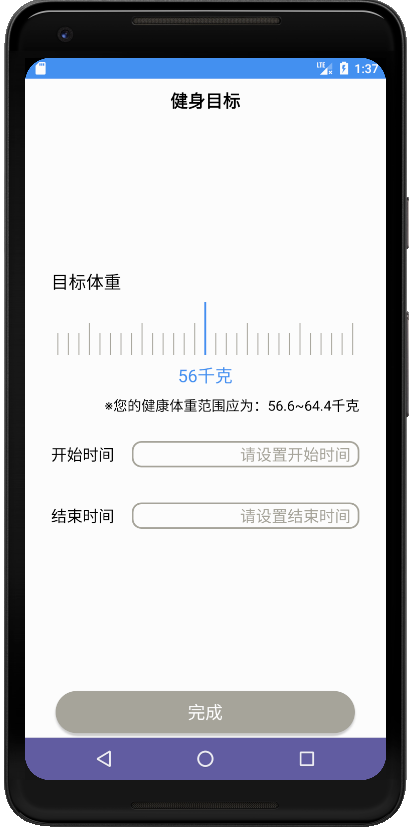 LTE 1:37
健身目标
目标体重
56千克
※您的健康体重范围应为：56.6~64.4千克
开始时间 请设置开始时间
结束时间 请设置结束时间
完成